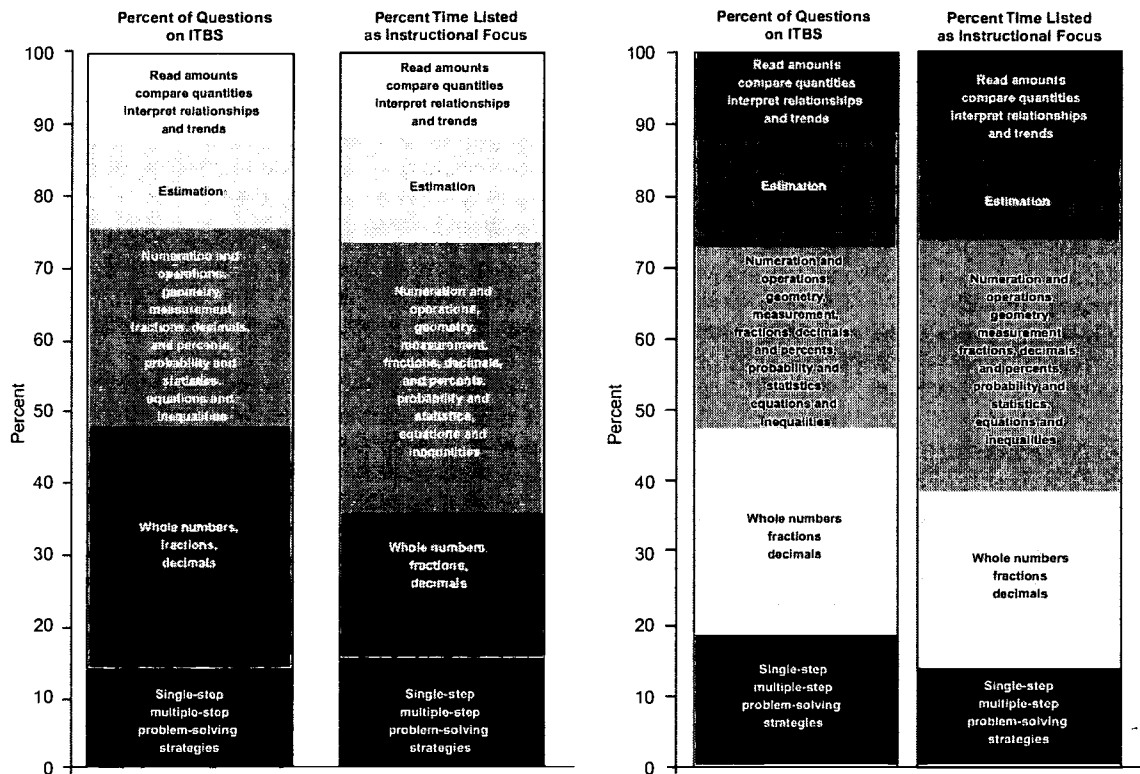 Percent of Questions
on ITBS
Percent Time Listed
as Instructional Focus
100
90
80
70
60
50
40
30
20
10
0
Percent
Read amounts
compare quantities
interpret relationships
and trends
Estimation
Numeration and
operations,
geometry,
measurement,
fractions, decimals,
and percents,
probability and
statistics,
equations and
inequalities
Whole numbers,
fractions,
decimals
Single-step
multiple-step
problem-solving
strategies
Read amounts
compare quantities
interpret relationships
and trends
Estimation
Numeration and
operations,
geometry,
measurement,
fractions, decimals,
and percents,
probability and
statistics,
equations and
inequalities
Whole numbers
fractions,
decimals
Single-step
multiple-step
problem-solving
strategies
Percent of Questions
on ITBS
Percent Time Listed
as Instructional Focus
100
90
80
70
60
50
40
30
20
10
0
Percent
Read amounts
compare quantities
interpret relationships
and trends
Estimation
Numeration and
operations,
geometry,
measurement,
fractions, decimals
and percents,
probability and
statistics,
equations and
inequalities
Whole numbers
fractions
decimals
Single-step
multiple-step
problem-solving
strategies
Read amounts
compare quantities
interpret relationships
and trends
Estimation
Numeration and
operations,
geometry,
measurement
fractions, decimals
and percents,
probability and
statistics,
equations and
inequalities
Whole numbers
fractions
decimals
Single-step
multiple-step
problem-solving
strategies